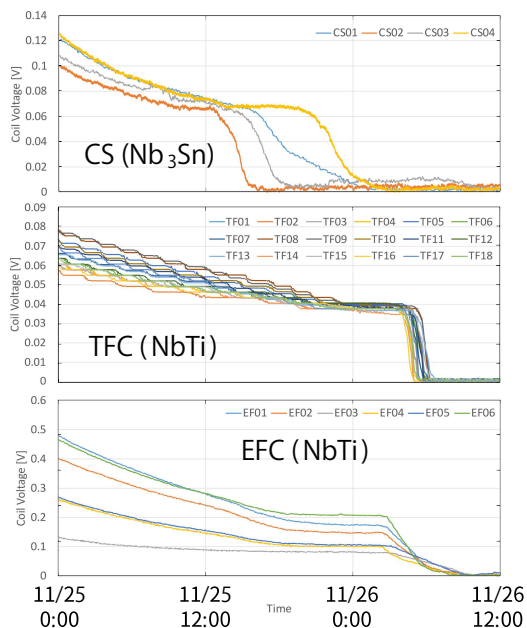 0.14
0.12
0.1
0.08
0.06
0.04
0.02
0
Coil Voltage [V]
CS01 CS02 CS03 CS04
CS (Nb3Sn)
0.09
0.08
0.07
0.06
0.05
0.04
0.03
0.02
0.01
0
Coil Voltage [V]
TF01 TF02 TF03 TF04 TF05 TF06
TF07 TF08 TF09 TF10 TF11 TF12
TF13 TF14 TF15 TF16 TF17 TF18
TFC (NbTi)
0.6
0.5
0.4
0.3
0.2
0.1
0
Coil Voltage [V]
EF01 EF02 EF03 EF04 EF05 EF06
EFC (NbTi)
11/25 11/25 11/26 11/26
0:00 12:00 0:00 12:00
Time